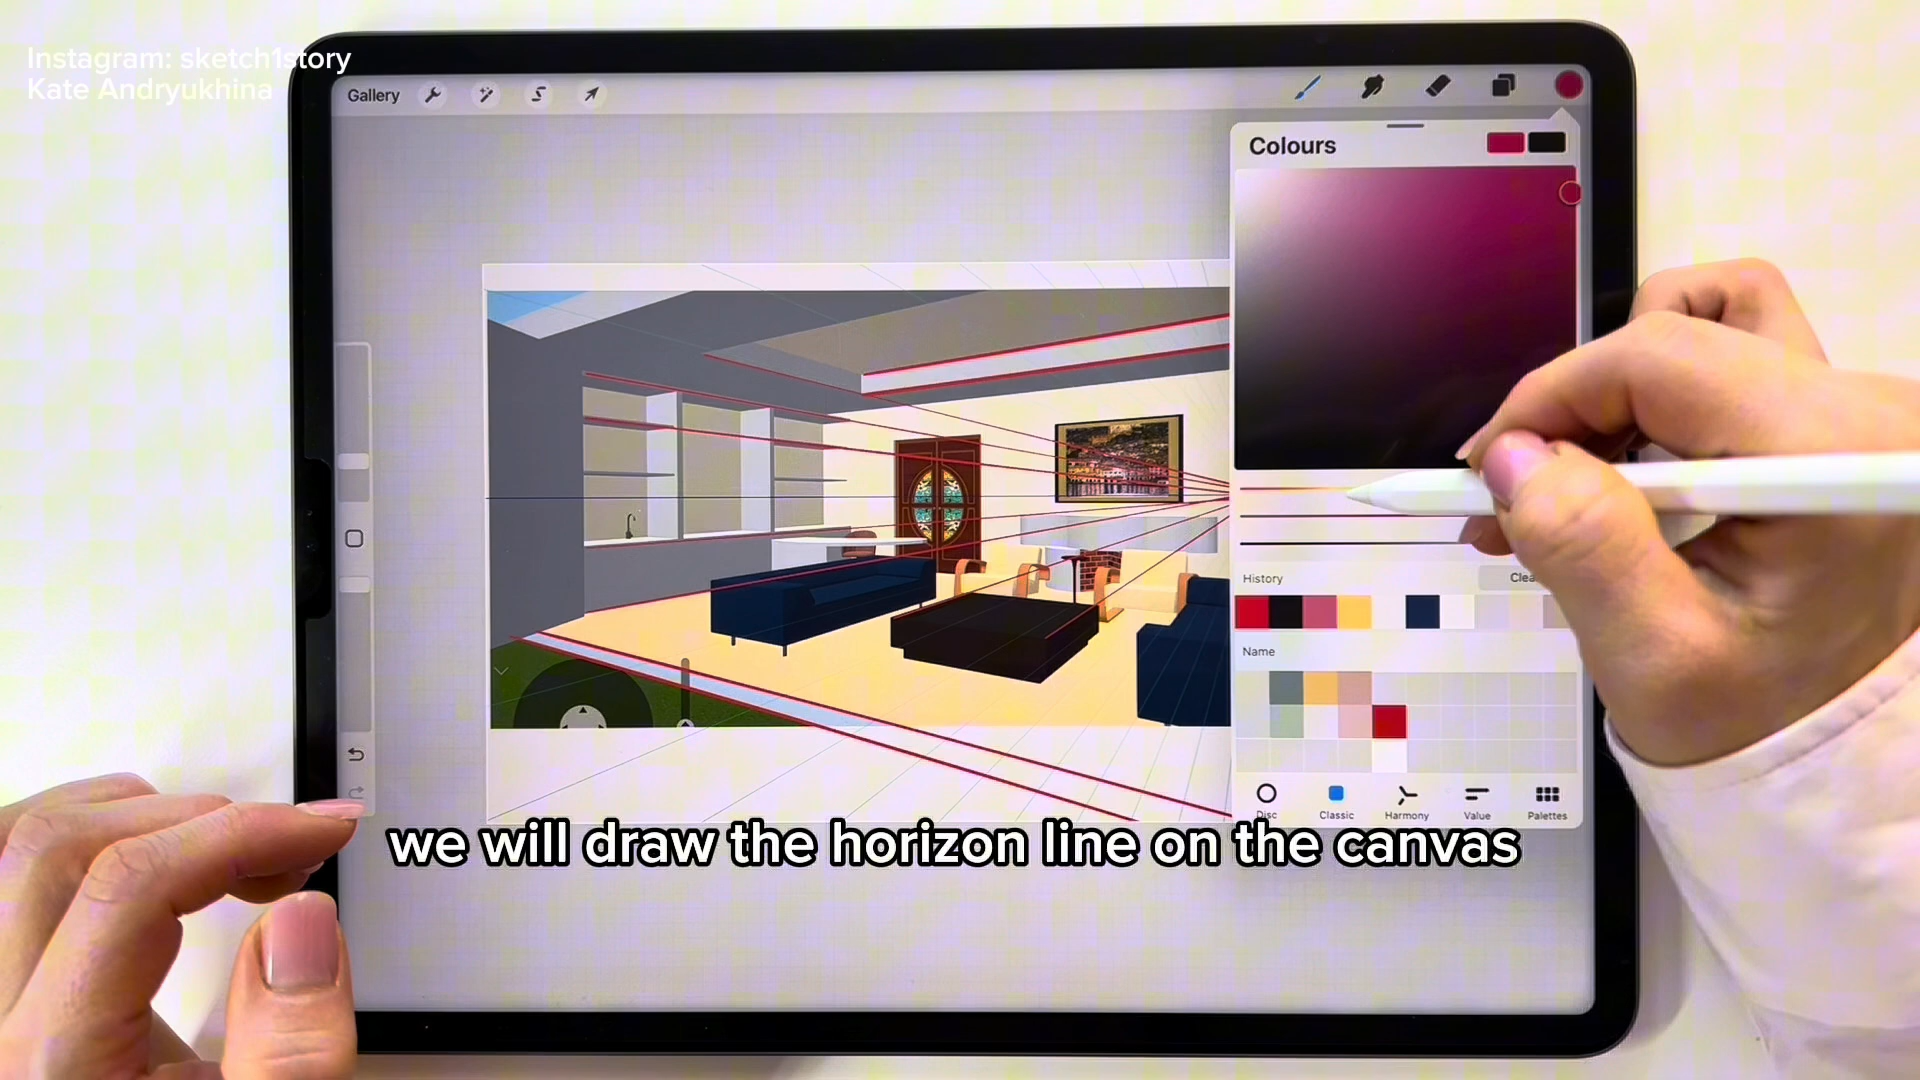 Instagram: sketch1story
Kate Andryukhina
Gallery
Colours
History
Clea
Name
Disc
Classic
Harmony
Value
Palettes
we will draw the horizon line on the canvas